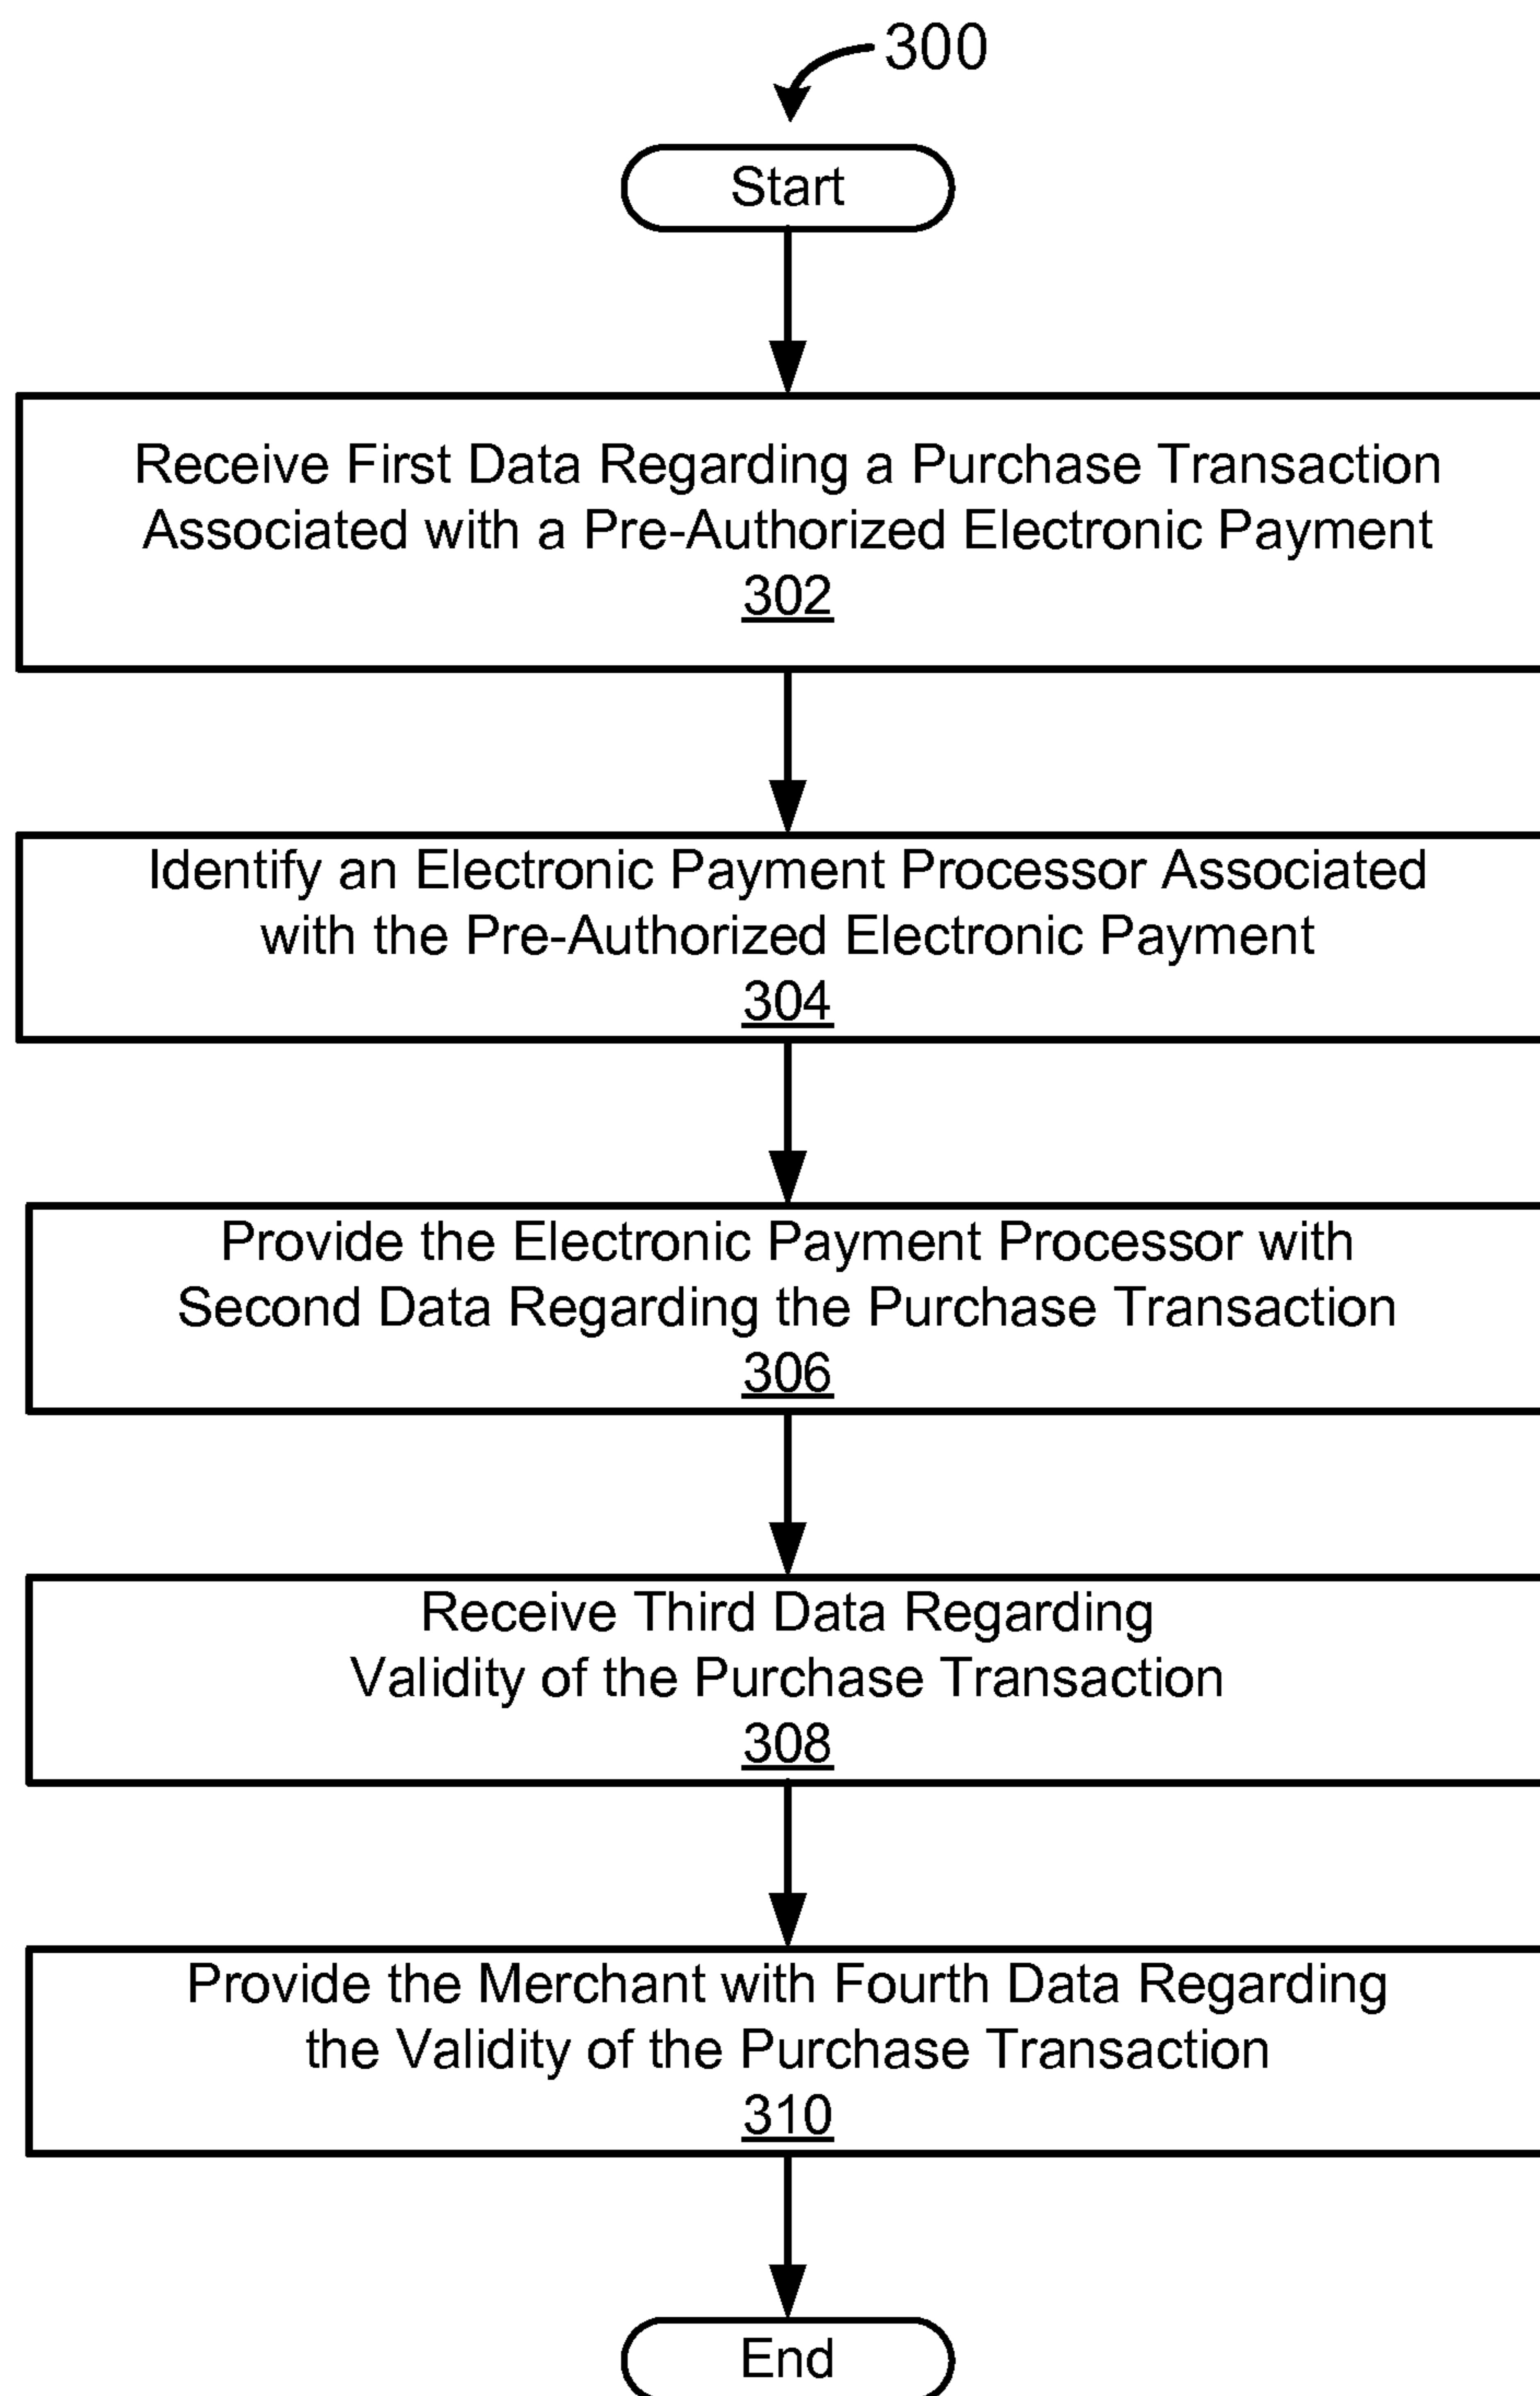 300
Start
Receive First Data Regarding a Purchase Transaction
Associated with a Pre-Authorized Electronic Payment
302
Identify an Electronic Payment Processor Associated
with the Pre-Authorized Electronic Payment
304
Provide the Electronic Payment Processor with
Second Data Regarding the Purchase Transaction
306
Receive Third Data Regarding
Validity of the Purchase Transaction
308
Provide the Merchant with Fourth Data Regarding
the Validity of the Purchase Transaction
310
End